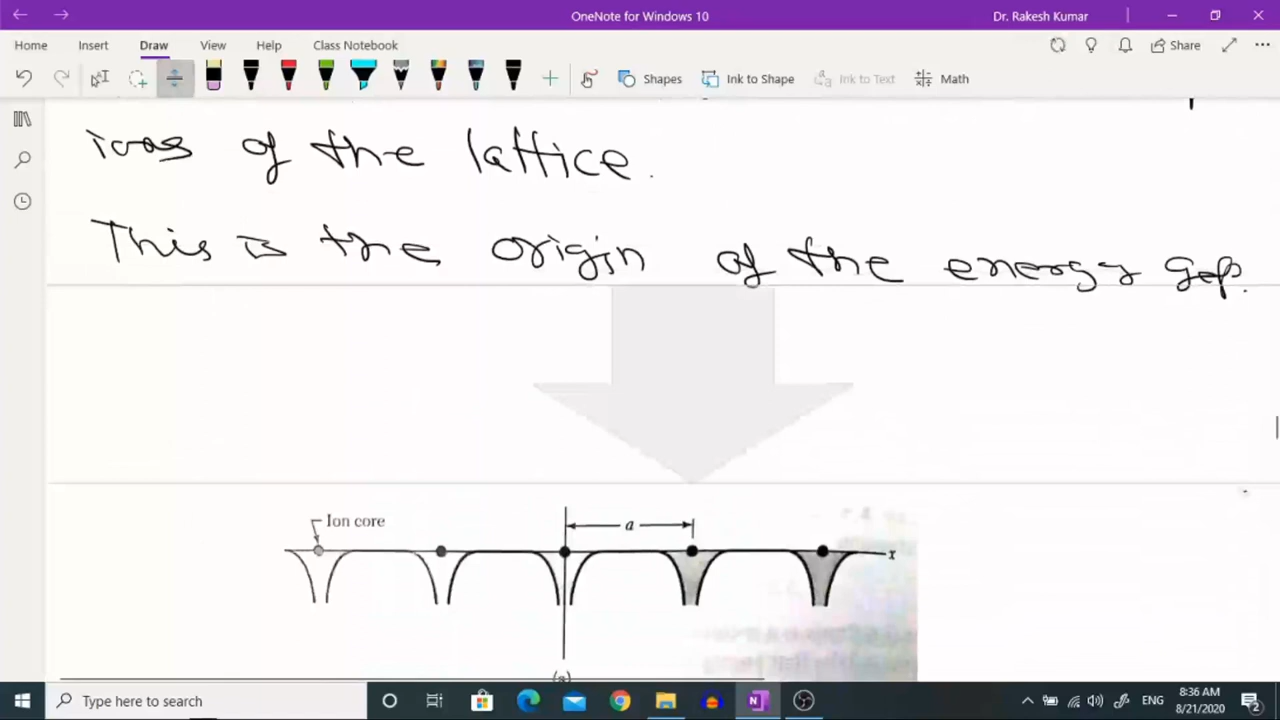 OneNote for Windows 10
Dr. Rakesh Kumar
Home Insert Draw View Help Class Notebook
Share
Shapes
Ink to Shape
Ink to Text
Math
ions of the lattice.
This is the origin of the energy gap.
Ion core
a
x
(a)
Type here to search
ENG
8:36 AM
8/21/2020
2